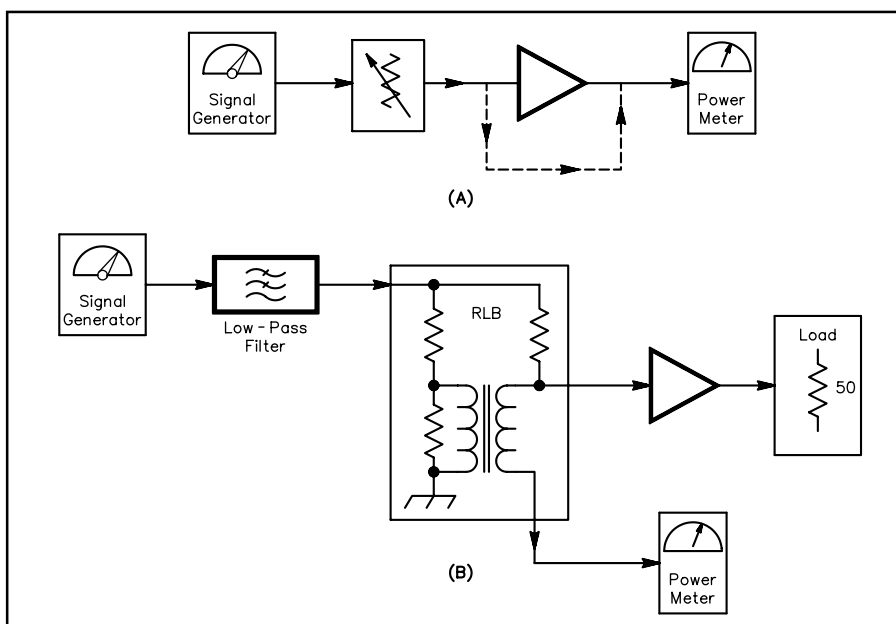 Signal
Generator
Power
Meter
(A)
Signal
Generator
Low-Pass
Filter
RLB
Load
50
Power
Meter
(B)